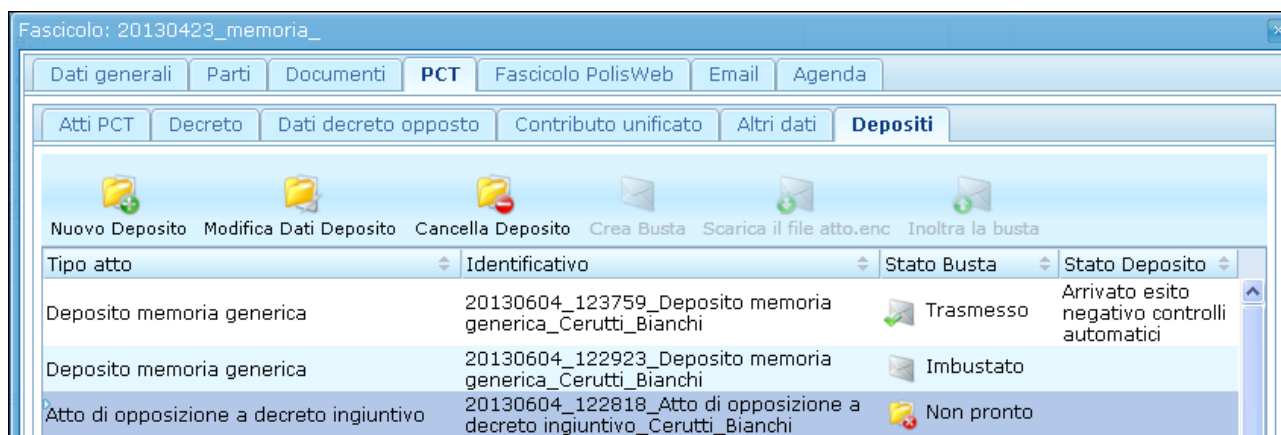 Fascicolo: 20130423_memoria_
Dati generali Parti Documenti PCT Fascicolo PolisWeb Email Agenda
Atti PCT Decreto Dati decreto opposto Contributo unificato Altri dati Depositi
Nuovo Deposito Modifica Dati Deposito Cancella Deposito Crea Busta Scarica il file atto.enc Inoltra la busta
Tipo atto Identificativo Stato Busta Stato Deposito
Deposito memoria generica
20130604_123759_Deposito memoria
generica_Cerutti_Bianchi
Trasmesso
Arrivato esito
negativo controlli
automatici
Deposito memoria generica
20130604_122923_Deposito memoria
generica_Cerutti_Bianchi
Imbustato
Atto di opposizione a decreto ingiuntivo
20130604_122818_Atto di opposizione a
decreto ingiuntivo_Cerutti_Bianchi
Non pronto